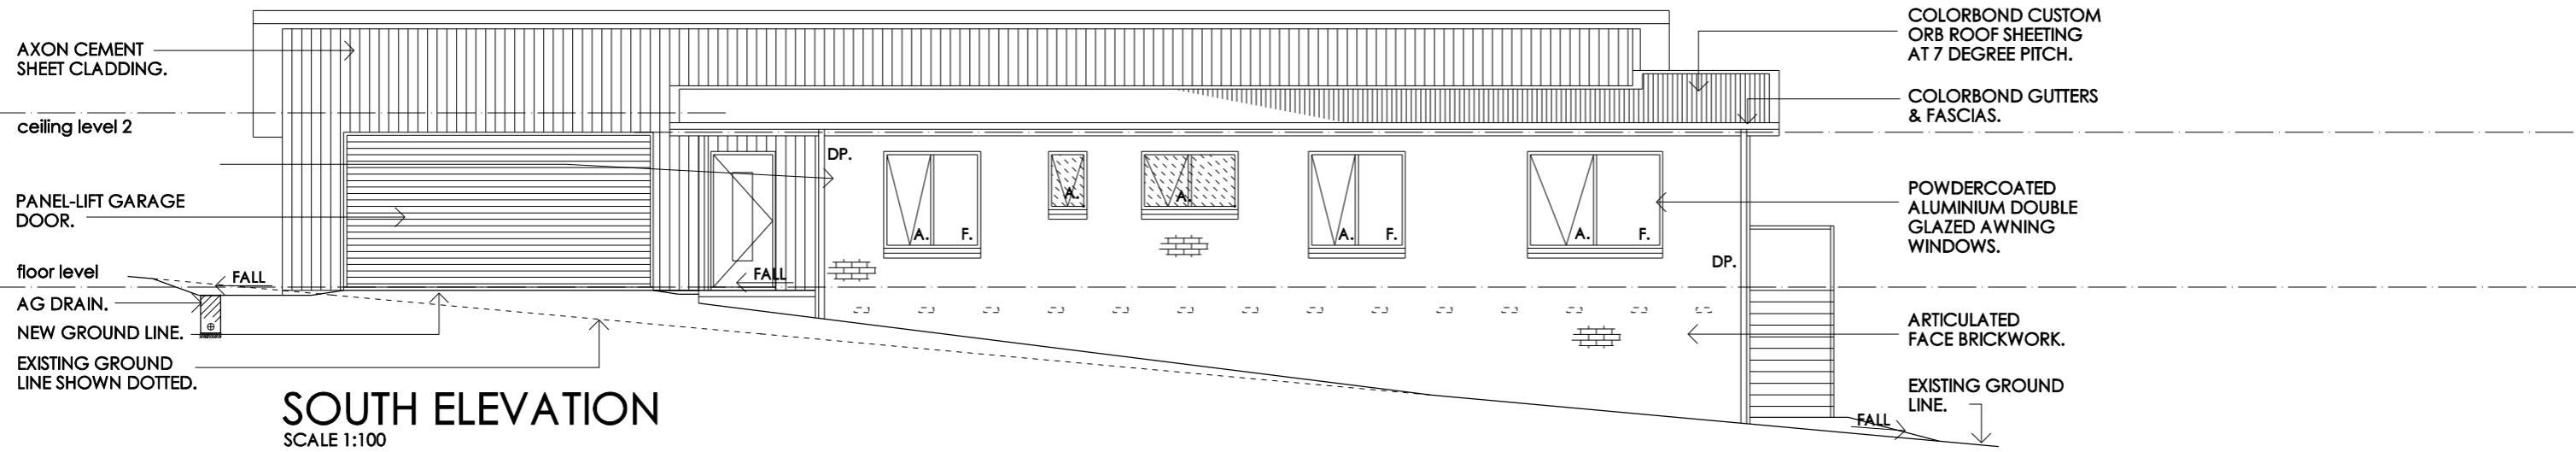 AXON CEMENT
SHEET CLADDING.
ceiling level 2
PANEL-LIFT GARAGE
DOOR.
floor level
FALL
AG DRAIN.
NEW GROUND LINE.
EXISTING GROUND
LINE SHOWN DOTTED.
SOUTH ELEVATION
SCALE 1:100
DP.
FALL
A. F.
A.
A.
A. F.
A. F.
DP.
FALL
COLORBOND CUSTOM
ORB ROOF SHEETING
AT 7 DEGREE PITCH.
COLORBOND GUTTERS
& FASCIAS.
POWDERCOATED
ALUMINIUM DOUBLE
GLAZED AWNING
WINDOWS.
ARTICULATED
FACE BRICKWORK.
EXISTING GROUND
LINE.